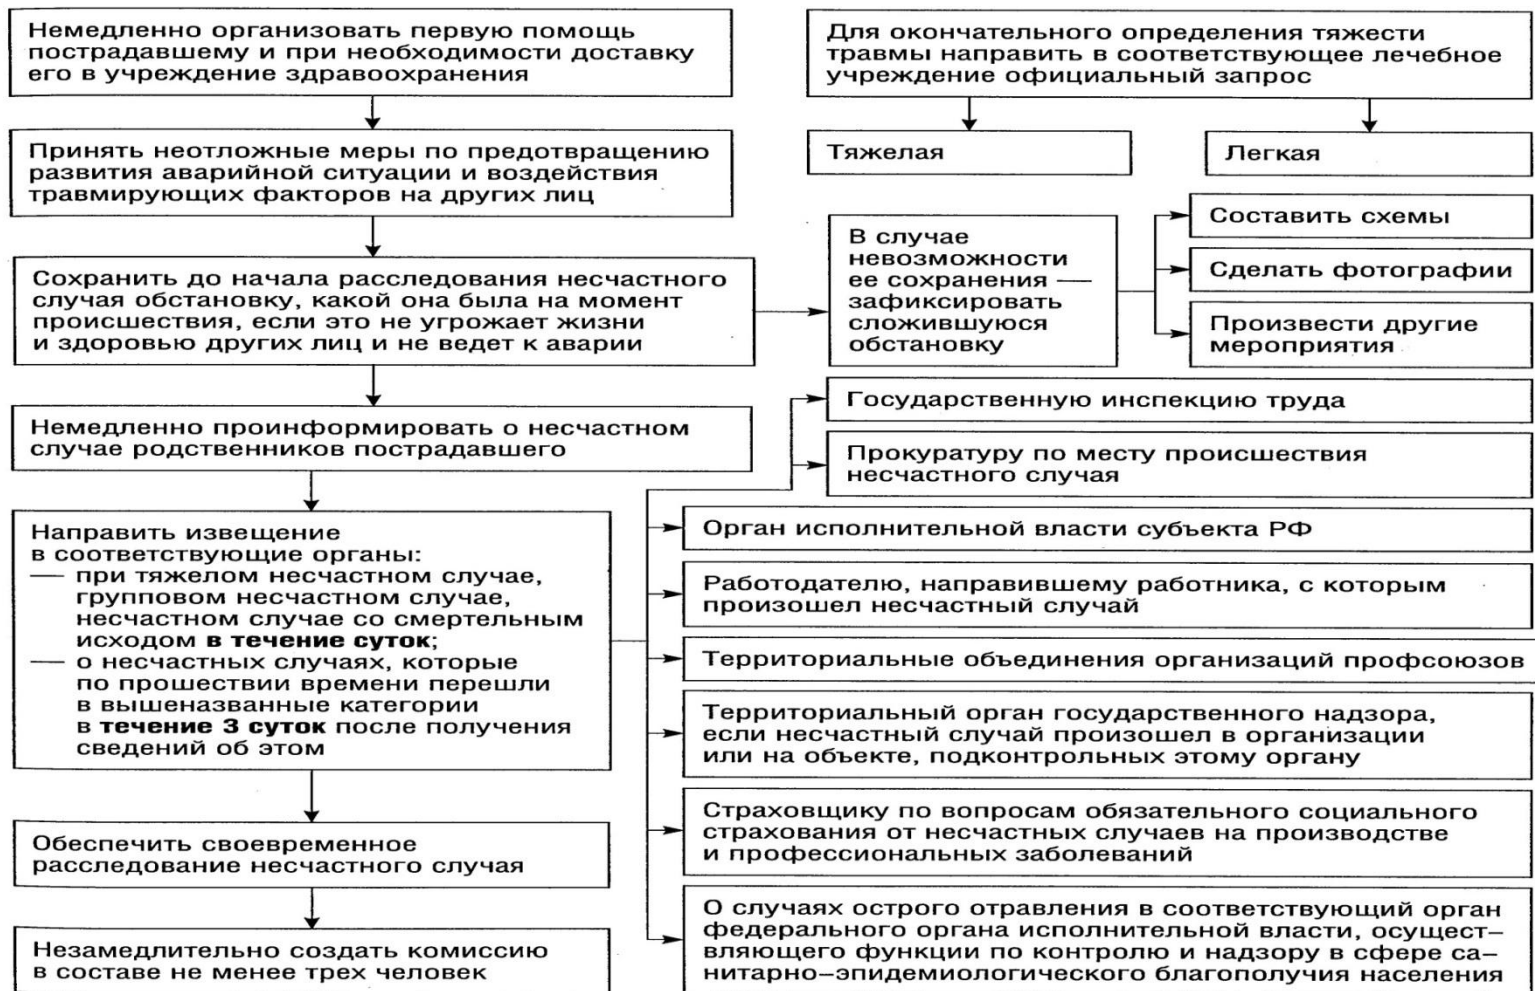 Немедленно организовать первую помощь
пострадавшему и при необходимости доставку
его в учреждение здравоохранения
Для окончательного определения тяжести
травмы направить в соответствующее лечебное
учреждение официальный запрос
Тяжелая
Легкая
Принять неотложные меры по предотвращению
развития аварийной ситуации и воздействия
травмирующих факторов на других лиц
Сохранить до начала расследования несчастного
случая обстановку, какой она была на момент
происшествия, если это не угрожает жизни
и здоровью других лиц и не ведет к аварии
В случае
невозможности
ее сохранения —
зафиксировать
сложившуюся
обстановку
Составить схемы
Сделать фотографии
Произвести другие
мероприятия
Немедленно проинформировать о несчастном
случае родственников пострадавшего
Направить извещение
в соответствующие органы:
— при тяжелом несчастном случае,
групповом несчастном случае,
несчастном случае со смертельным
исходом в течение суток;
— о несчастных случаях, которые
по прошествии времени перешли
в вышеназванные категории
в течение 3 суток после получения
сведений об этом
Государственную инспекцию труда
Прокуратуру по месту происшествия
несчастного случая
Орган исполнительной власти субъекта РФ
Работодателю, направившему работника, с которым
произошел несчастный случай
Территориальные объединения организаций профсоюзов
Территориальный орган государственного надзора,
если несчастный случай произошел в организации
или на объекте, подконтрольных этому органу
Страховщику по вопросам обязательного социального
страхования от несчастных случаев на производстве
и профессиональных заболеваний
О случаях острого отравления в соответствующий орган
федерального органа исполнительной власти, осущест–
вляющего функции по контролю и надзору в сфере са–
нитарно–эпидемиологического благополучия населения
Обеспечить своевременное
расследование несчастного случая
Незамедлительно создать комиссию
в составе не менее трех человек